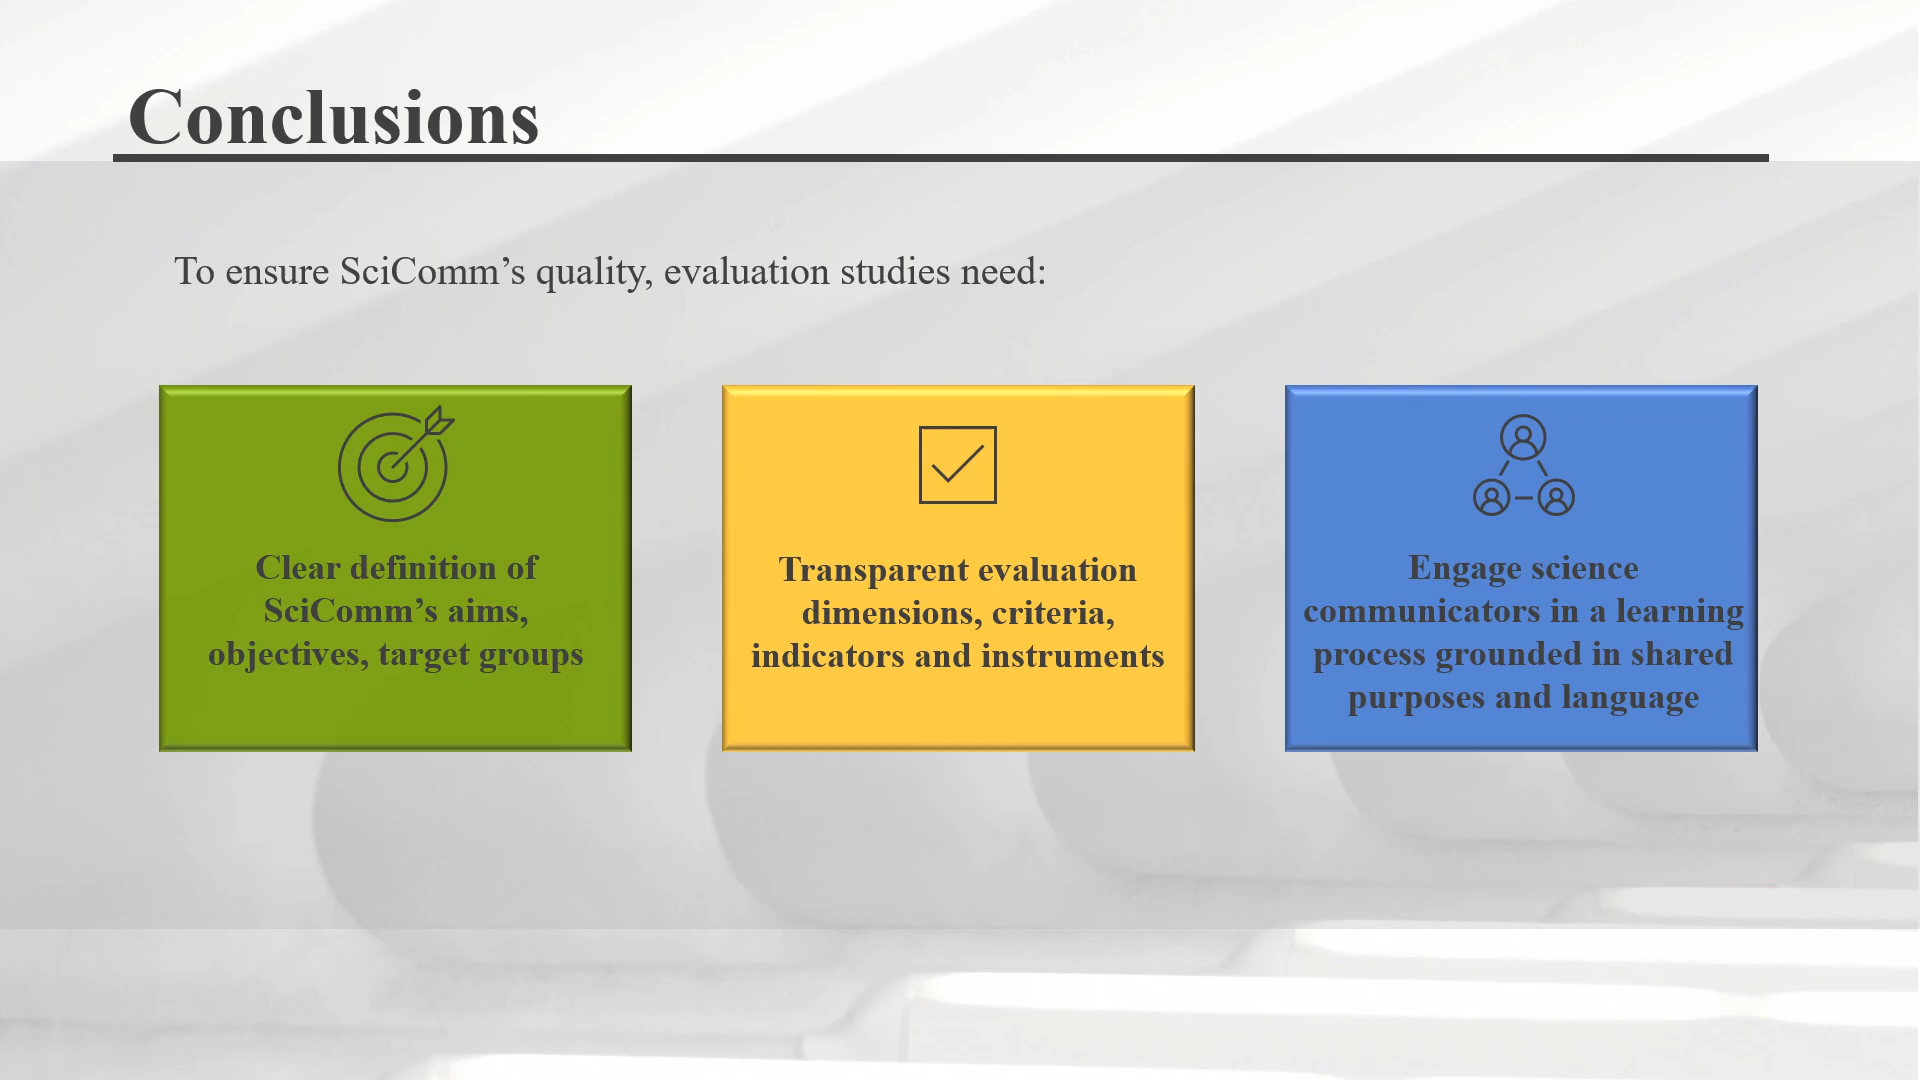 Conclusions
To ensure SciComm’s quality, evaluation studies need:
Clear definition of
SciComm’s aims,
objectives, target groups
Transparent evaluation
dimensions, criteria,
indicators and instruments
Engage science
communicators in a learning
process grounded in shared
purposes and language